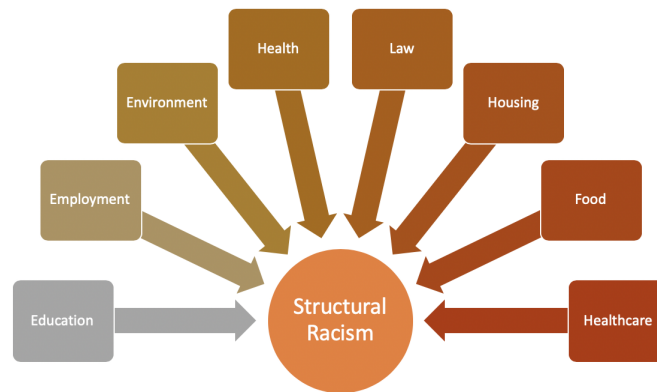 Health
Law
Environment
Housing
Employment
Food
Education
Structural
Racism
Healthcare